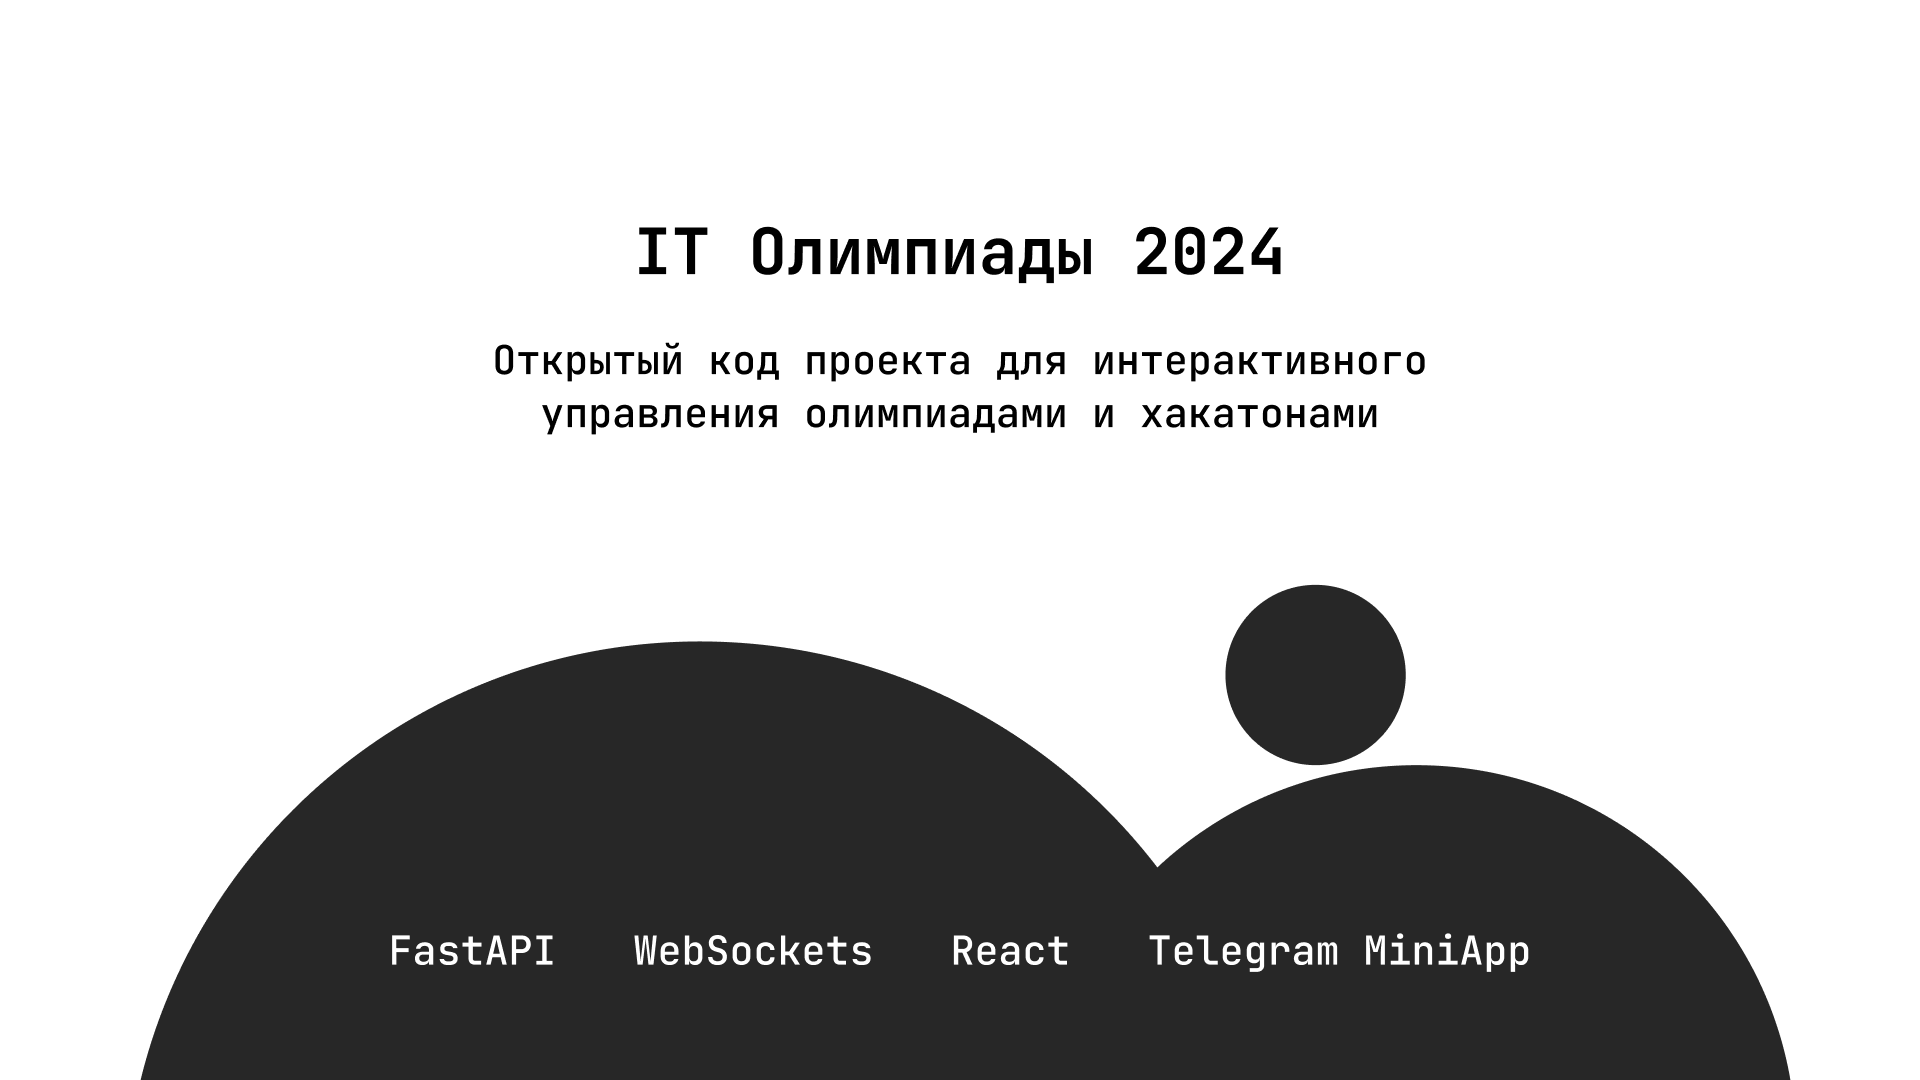 IT Олимпиады 2024
Открытый код проекта для интерактивного
управления олимпиадами и хакатонами
FastAPI WebSockets React Telegram MiniApp